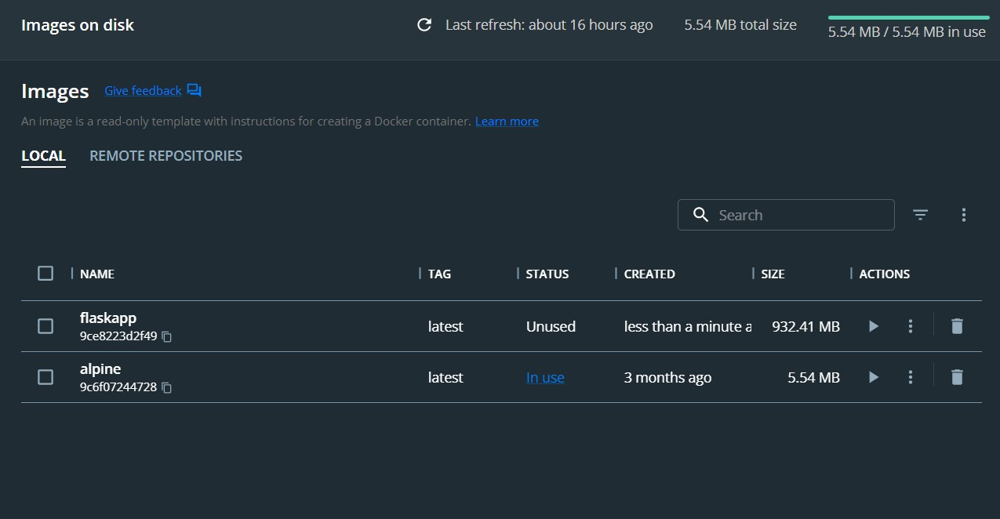 Images on disk
Last refresh: about 16 hours ago
5.54 MB total size
5.54 MB / 5.54 MB in use
Images Give feedback
An image is a read-only template with instructions for creating a Docker container. Learn more
LOCAL REMOTE REPOSITORIES
Search
NAME TAG STATUS CREATED SIZE ACTIONS
flaskapp
9ce8223d2f49
latest Unused less than a minute a 932.41 MB
alpine
9c6f07244728
latest In use 3 months ago 5.54 MB